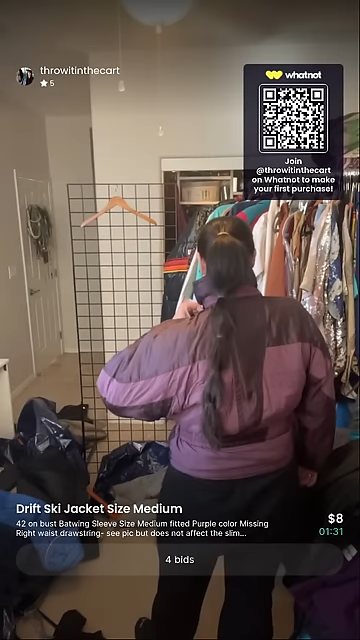 throwitinthecart
★ 5
whatnot
Join
@throwitinthecart
on Whatnot to make
your first purchase!
Drift Ski Jacket Size Medium
42 on bust Batwing Sleeve Size Medium fitted Purple color Missing
Right waist drawstring- see pic but does not affect the slim...
$8
01:31
4 bids